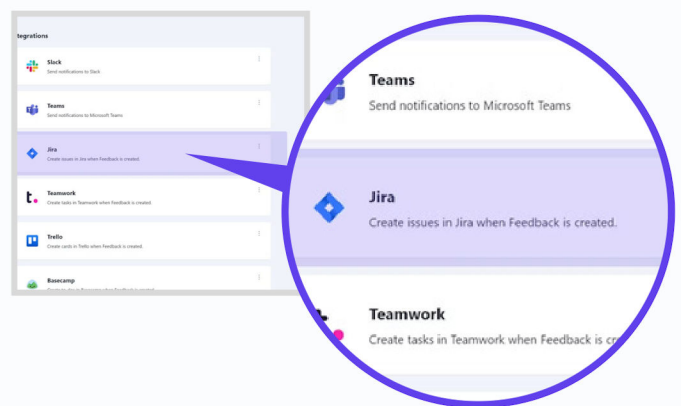 tegrations
Slack
Send notifications to Slack
Teams
Send notifications to Microsoft Teams
Jira
Create issues in Jira when Feedback is created.
Teamwork
Create tasks in Teamwork when Feedback is created.
Trello
Create cards in Trello when Feedback is created.
Basecamp
Teams
Send notifications to Microsoft Teams
Jira
Create issues in Jira when Feedback is created.
Teamwork
Create tasks in Teamwork when Feedback is cr